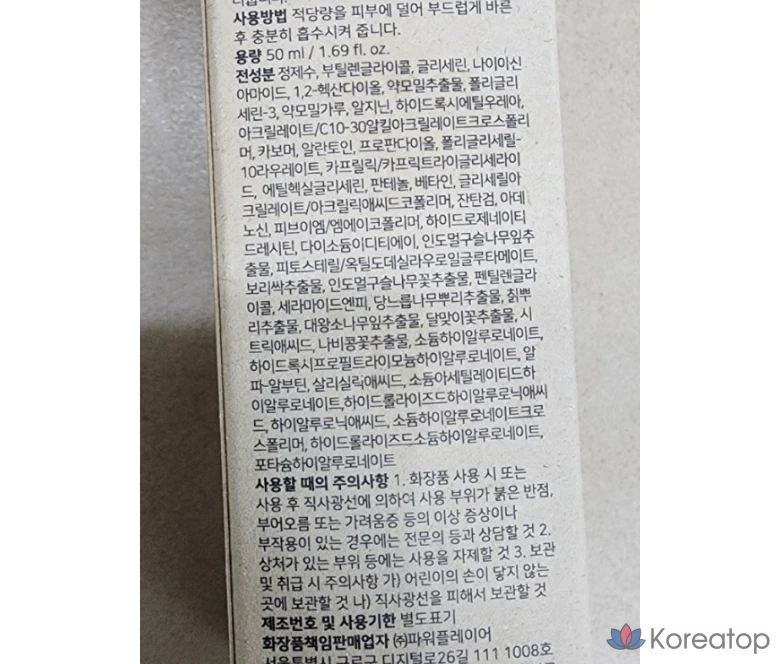 사용방법 적당량을 피부에 덜어 부드럽게 바른
후 충분히 흡수시켜 줍니다.
용량 50 ml / 1.69 fl. oz.
전성분 정제수, 부틸렌글라이콜, 글리세린, 나이아신
아마이드, 1,2-헥산다이올, 약모밀추출물, 폴리글리
세린-3, 약모밀가루, 알지닌, 하이드록시에틸우레아,
아크릴레이트/C10-30알킬아크릴레이트크로스폴리
머, 카보머, 알란토인, 프로판다이올, 폴리글리세릴-
10라우레이트, 카프릴릭/카프릭트라이글리세라이
드, 에틸헥실글리세린, 판테놀, 베타인, 글리세릴아
크릴레이트/아크릴릭애씨드코폴리머, 잔탄검, 아데
노신, 피브이엠/엠에이코폴리머, 하이드로제네이티
드레시틴, 다이소듐이디티에이, 인도멀구슬나무잎추
출물, 피토스테릴/옥틸도데실라우로일글루타메이트,
보리싹추출물, 인도멀구슬나무꽃추출물, 펜틸렌글라
이콜, 세라마이드엔피, 당느릅나무뿌리추출물, 칡뿌
리추출물, 대왕소나무잎추출물, 달맞이꽃추출물, 시
트릭애씨드, 나비콩꽃추출물, 소듐하이알루로네이트,
하이드록시프로필트라이모늄하이알루로네이트, 알
파-알부틴, 살리실릭애씨드, 소듐아세틸레이티드하
이알루로네이트,하이드롤라이즈드하이알루로닉애씨
드, 하이알루로닉애씨드, 소듐하이알루로네이트크로
스폴리머, 하이드롤라이즈드소듐하이알루로네이트,
포타슘하이알루로네이트
사용할 때의 주의사항 1. 화장품 사용 시 또는
사용 후 직사광선에 의하여 사용 부위가 붉은 반점,
부어오름 또는 가려움증 등의 이상 증상이나
부작용이 있는 경우에는 전문의 등과 상담할 것 2.
상처가 있는 부위 등에는 사용을 자제할 것 3. 보관
및 취급 시 주의사항 가) 어린이의 손이 닿지 않는
곳에 보관할 것 나) 직사광선을 피해서 보관할 것
제조번호 및 사용기한 별도표기
화장품책임판매업자 ㈜파워플레이어
서울특별시 구로구 디지털로26길 111 1008호
Koreatop